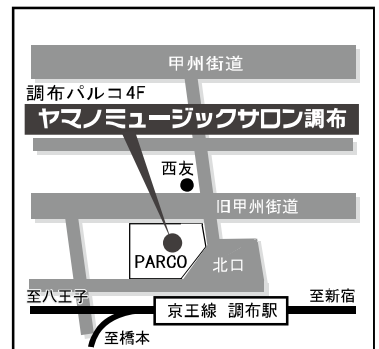 甲州街道
調布パルコ4F
ヤマノミュージックサロン調布
西友
旧甲州街道
PARCO
北口
至八王子
京王線 調布駅
至新宿
至橋本